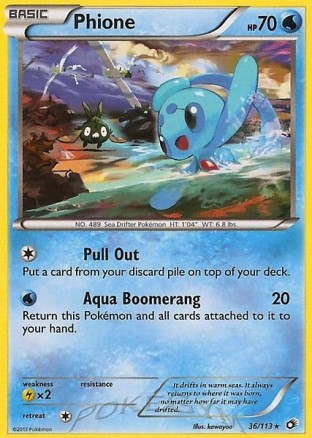 BASIC
Phione
HP70
NO. 489 Sea Drifter Pokémon HT: 1'04" WT: 6.8 lbs.
Pull Out
Put a card from your discard pile on top of your deck.
Aqua Boomerang 20
Return this Pokémon and all cards attached to it
to your hand.
weakness
resistance
×2
retreat
It drifts in warm seas. It always
returns to where it was born,
no matter how far it may have
drifted.
©2013 Pokémon
Illus. kawayoo
36/113